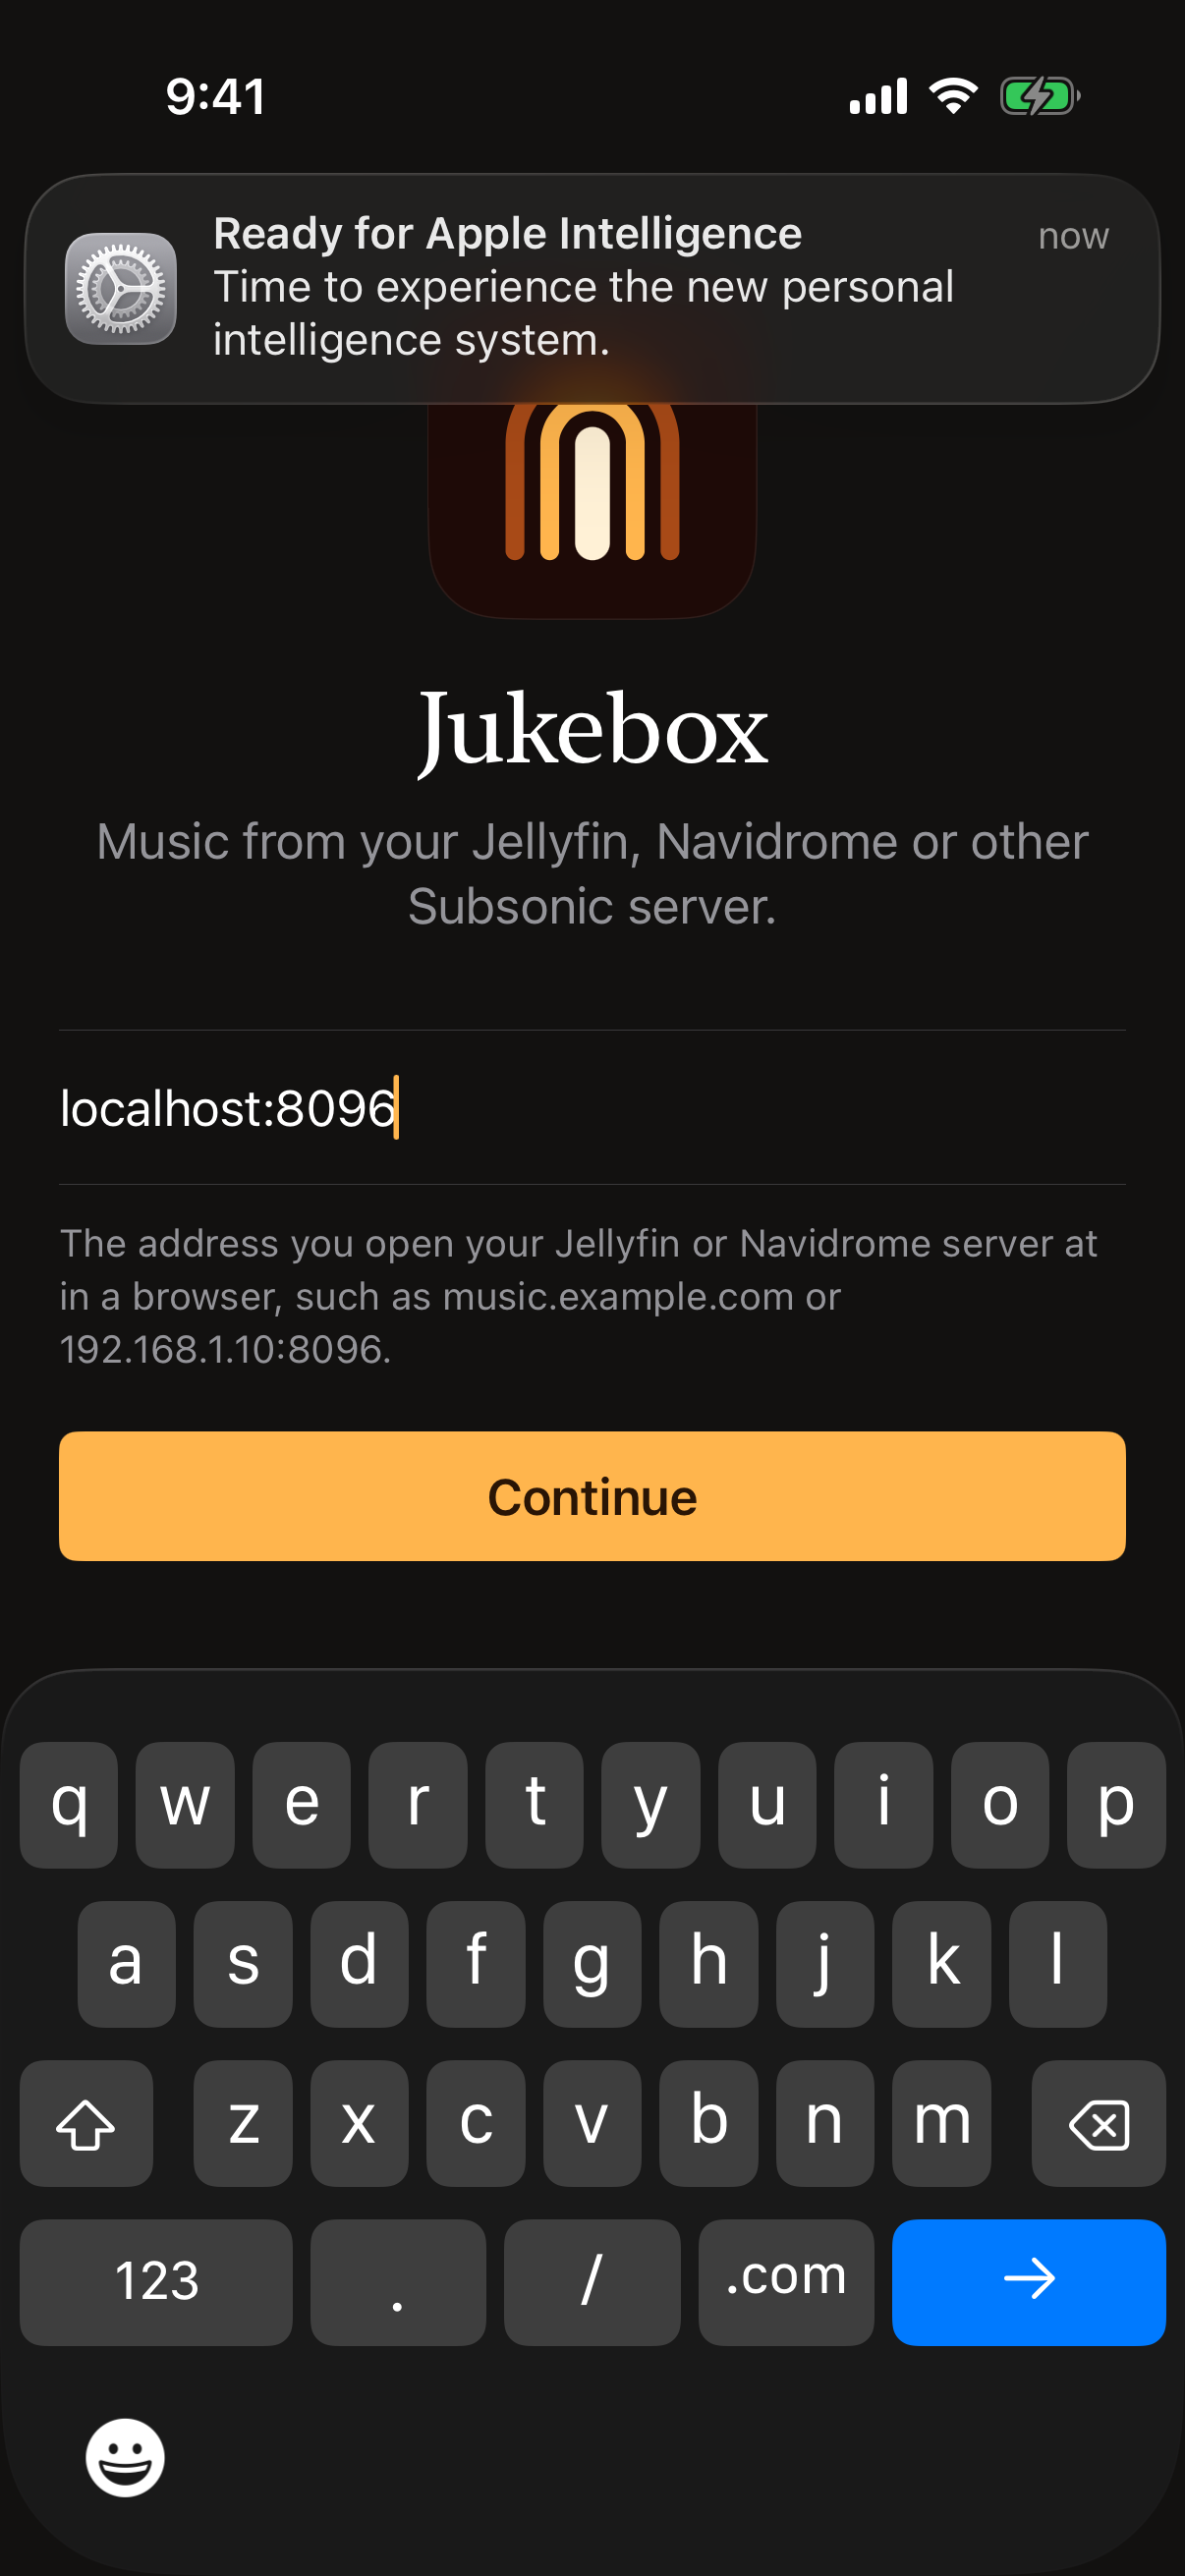 9:41
Ready for Apple Intelligence
now
Time to experience the new personal
intelligence system.
Jukebox
Music from your Jellyfin, Navidrome or other
Subsonic server.
localhost:8096
The address you open your Jellyfin or Navidrome server at
in a browser, such as music.example.com or
192.168.1.10:8096.
Continue
q w e r t y u i o p
a s d f g h j k l
z x c v b n m
123 . / .com